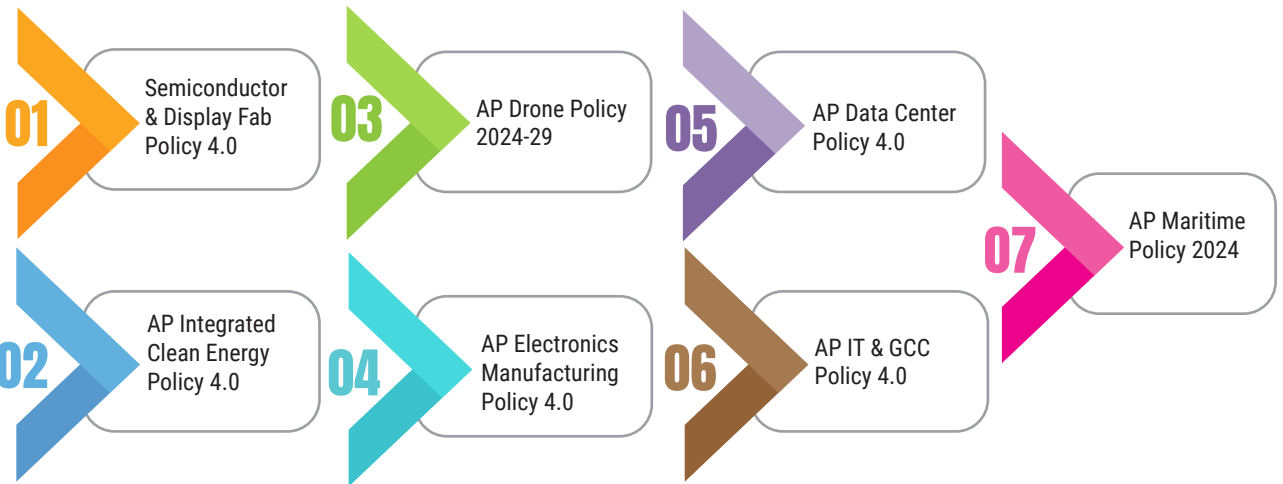 01
Semiconductor
& Display Fab
Policy 4.0
02
AP Integrated
Clean Energy
Policy 4.0
03
AP Drone Policy
2024-29
04
AP Electronics
Manufacturing
Policy 4.0
05
AP Data Center
Policy 4.0
06
AP IT & GCC
Policy 4.0
07
AP Maritime
Policy 2024